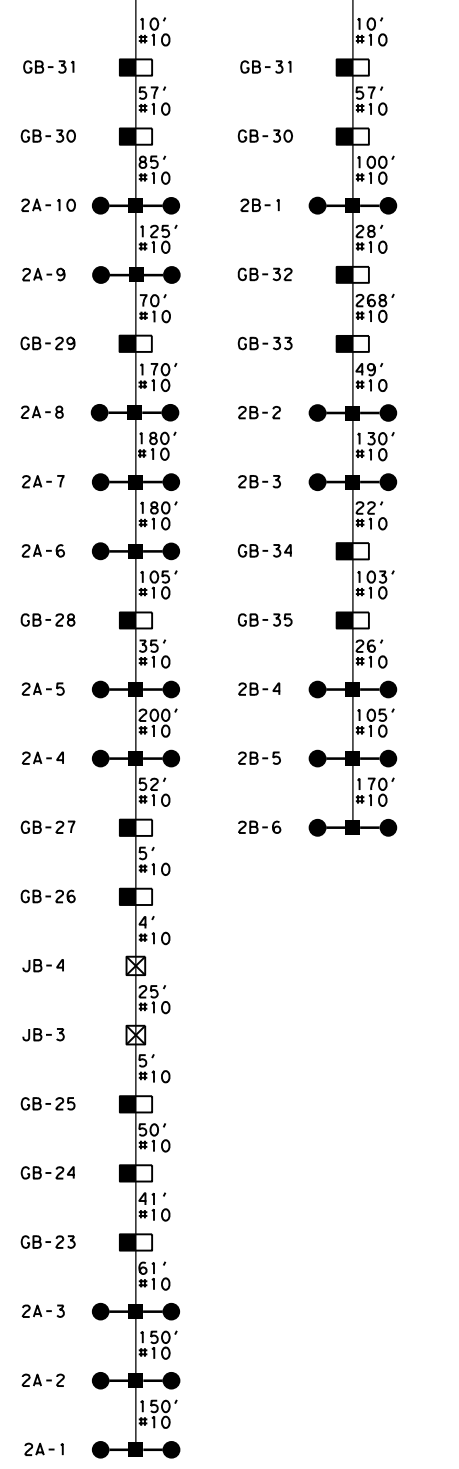 10'
#10
GB-31
57'
#10
GB-30
85'
#10
2A-10
125'
#10
2A-9
70'
#10
GB-29
170'
#10
2A-8
180'
#10
2A-7
180'
#10
2A-6
105'
#10
GB-28
35'
#10
2A-5
200'
#10
2A-4
52'
#10
GB-27
5'
#10
GB-26
4'
#10
JB-4
25'
#10
JB-3
5'
#10
GB-25
50'
#10
GB-24
41'
#10
GB-23
61'
#10
2A-3
150'
#10
2A-2
150'
#10
2A-1
10'
#10
GB-31
57'
#10
GB-30
100'
#10
2B-1
28'
#10
GB-32
268'
#10
GB-33
49'
#10
2B-2
130'
#10
2B-3
22'
#10
GB-34
103'
#10
GB-35
26'
#10
2B-4
105'
#10
2B-5
170'
#10
2B-6